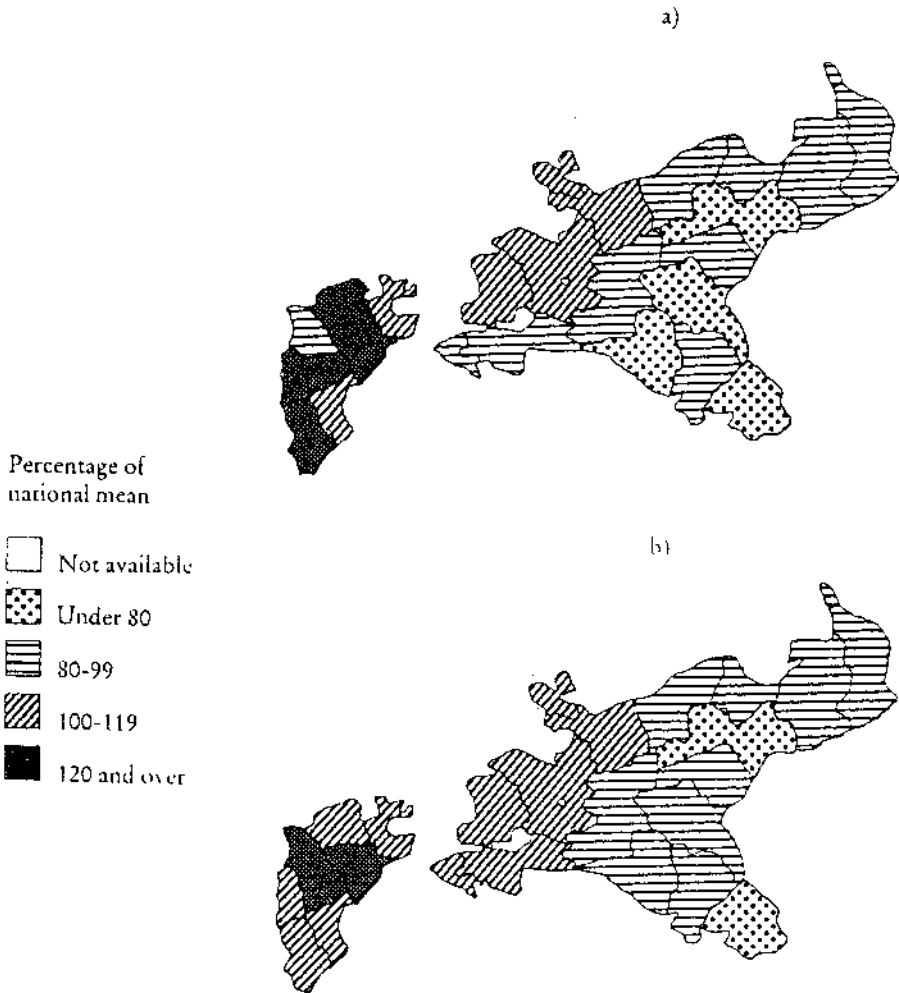 a)
Percentage of
national mean
Not available
Under 80
80-99
100-119
120 and over
b)